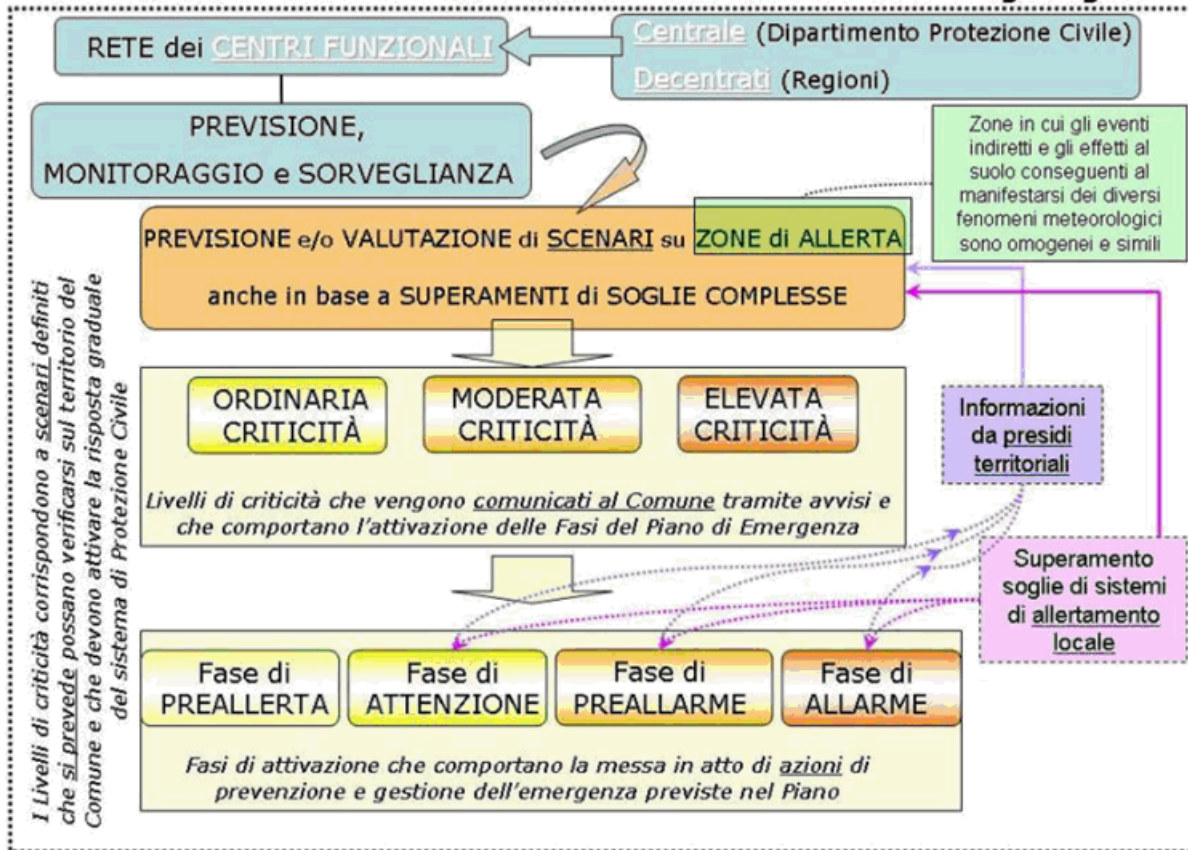 RETE dei CENTRI FUNZIONALI
Centrale (Dipartimento Protezione Civile)
Decentrati (Regioni)
PREVISIONE,
MONITORAGGIO e SORVEGLIANZA
Zone in cui gli eventi
indiretti e gli effetti al
suolo conseguenti al
manifestarsi dei diversi
fenomeni meteorologici
sono omogenei e simili
PREVISIONE e/o VALUTAZIONE di SCENARI su ZONE di ALLERTA
anche in base a SUPERAMENTI di SOGLIE COMPLESSE
I Livelli di criticità corrispondono a scenari definiti
che si prevede possano verificarsi sul territorio del
Comune e che devono attivare la risposta graduale
del sistema di Protezione Civile
ORDINARIA
CRITICITÀ
MODERATA
CRITICITÀ
ELEVATA
CRITICITÀ
Livelli di criticità che vengono comunicati al Comune tramite avvisi e
che comportano l'attivazione delle Fasi del Piano di Emergenza
Informazioni
da presidi
territoriali
Superamento
soglie di sistemi
di allertamento
locale
Fase di
PREALLERTA
Fase di
ATTENZIONE
Fase di
PREALLARME
Fase di
ALLARME
Fasi di attivazione che comportano la messa in atto di azioni di
prevenzione e gestione dell'emergenza previste nel Piano